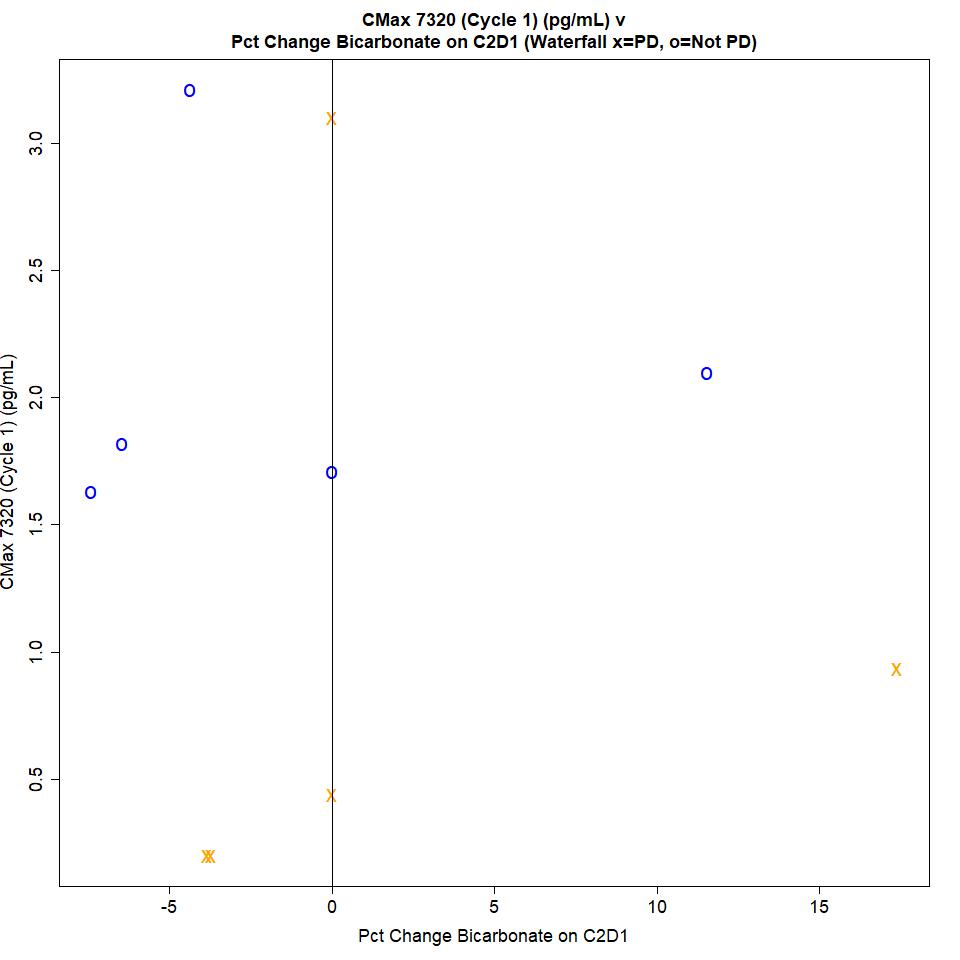 CMax 7320 (Cycle 1) (pg/mL) v
Pct Change Bicarbonate on C2D1 (Waterfall x=PD, o=Not PD)
CMax 7320 (Cycle 1) (pg/mL)
3.0
2.5
2.0
1.5
1.0
0.5
O
X
O
O
O
O
X
X
XX
-5
0
5
10
15
Pct Change Bicarbonate on C2D1